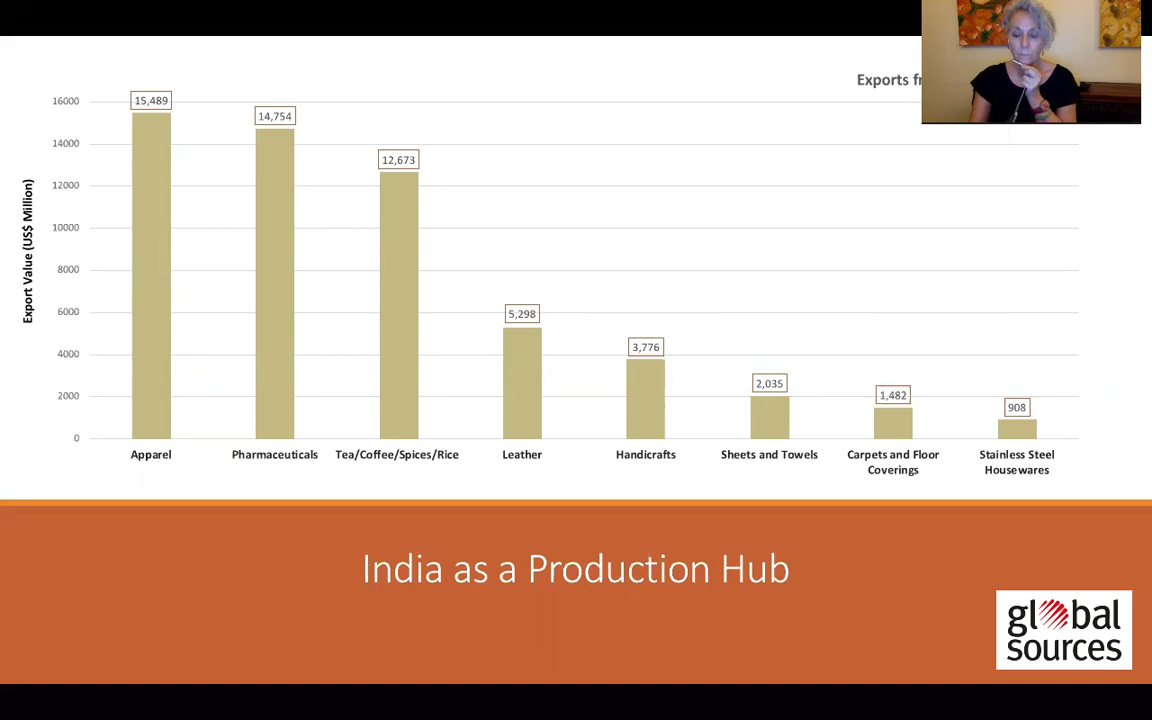 Exports
16000
14000
12000
10000
8000
6000
4000
2000
0
Export Value (US$ Million)
15,489
14,754
12,673
5,298
3,776
2,035
1,482
908
Apparel
Pharmaceuticals
Tea/Coffee/Spices/Rice
Leather
Handicrafts
Sheets and Towels
Carpets and Floor
Coverings
Stainless Steel
Housewares
India as a Production Hub
global
sources